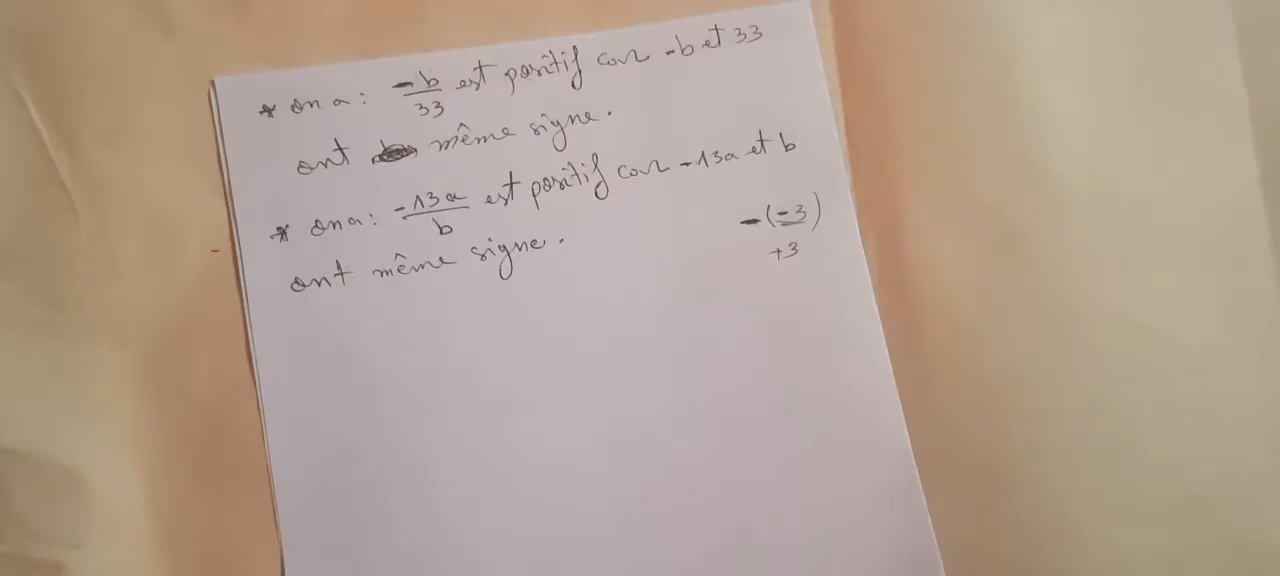 * on a : -b/33 est positif car -b et 33
ont même signe.
* on a : -13a/b est positif car -13a et b
ont même signe.
-(-3)
+3